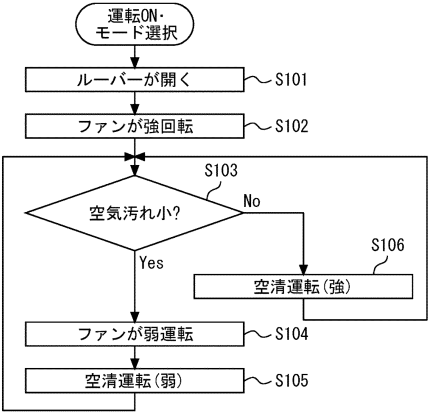 運転ON・
モード選択
ルーバーが開く
S101
ファンが強回転
S102
S103
空気汚れ小?
No
Yes
S106
空清運転(強)
ファンが弱運転
S104
空清運転(弱)
S105